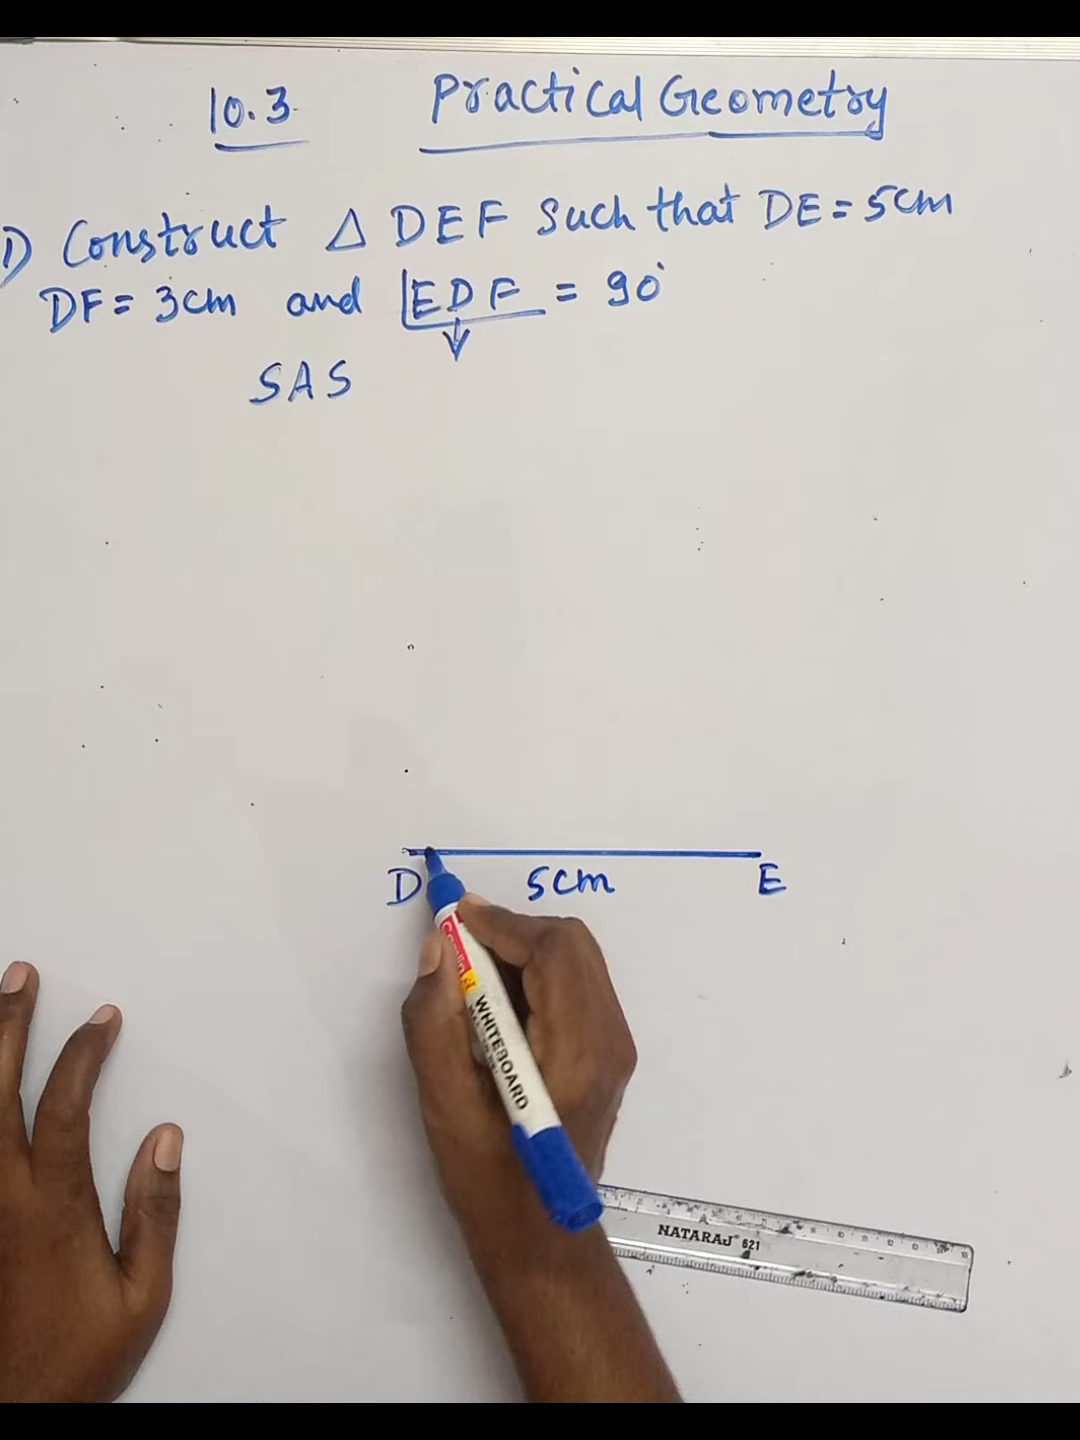 10.3 Practical Geometry
1) Construct Δ DEF Such that DE = 5cm
DF = 3cm and ∠EDF = 90°
SAS
D 5cm E
Camlin
WHITEBOARD
NATARAJ 621